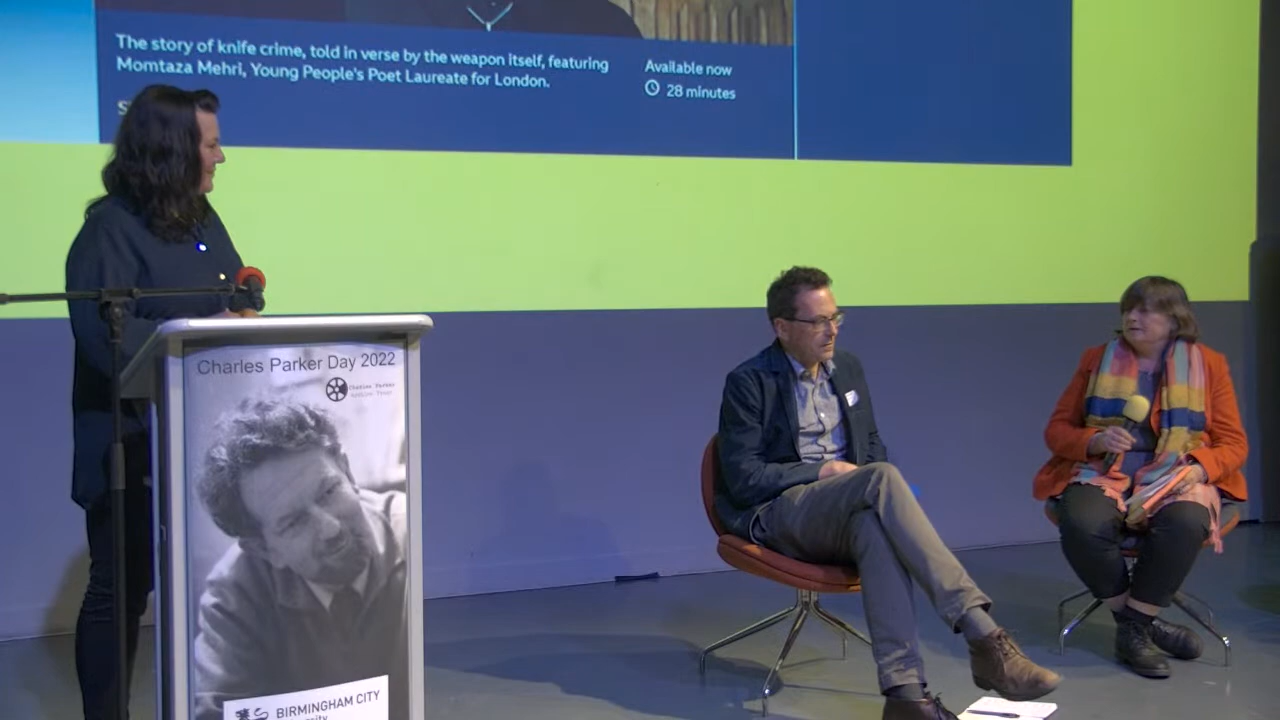 The story of knife crime, told in verse by the weapon itself, featuring
Momtaza Mehri, Young People's Poet Laureate for London.
Available now
28 minutes
Charles Parker Day 2022
Charles Parker
BIRMINGHAM CITY